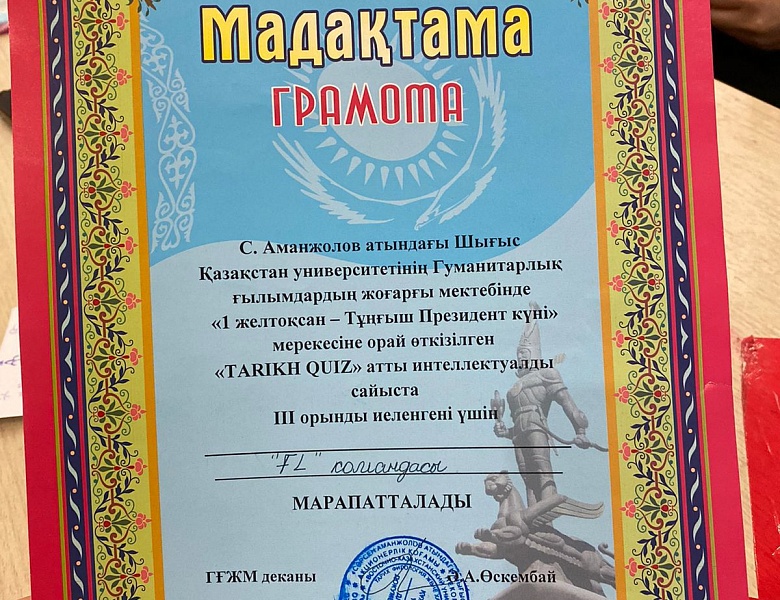 Мадақтама
ГРАМОТА
С. Аманжолов атындағы Шығыс
Қазақстан университетінің Гуманитарлық
ғылымдардың жоғарғы мектебінде
«1 желтоқсан – Тұңғыш Президент күні»
мерекесіне орай өткізілген
«TARIKH QUIZ» атты интеллектуалды
сайыста
III орынды иеленгені үшін
"FL" командасы
МАРАПАТТАЛАДЫ
ГҒЖМ деканы Ә.А.Өскембай